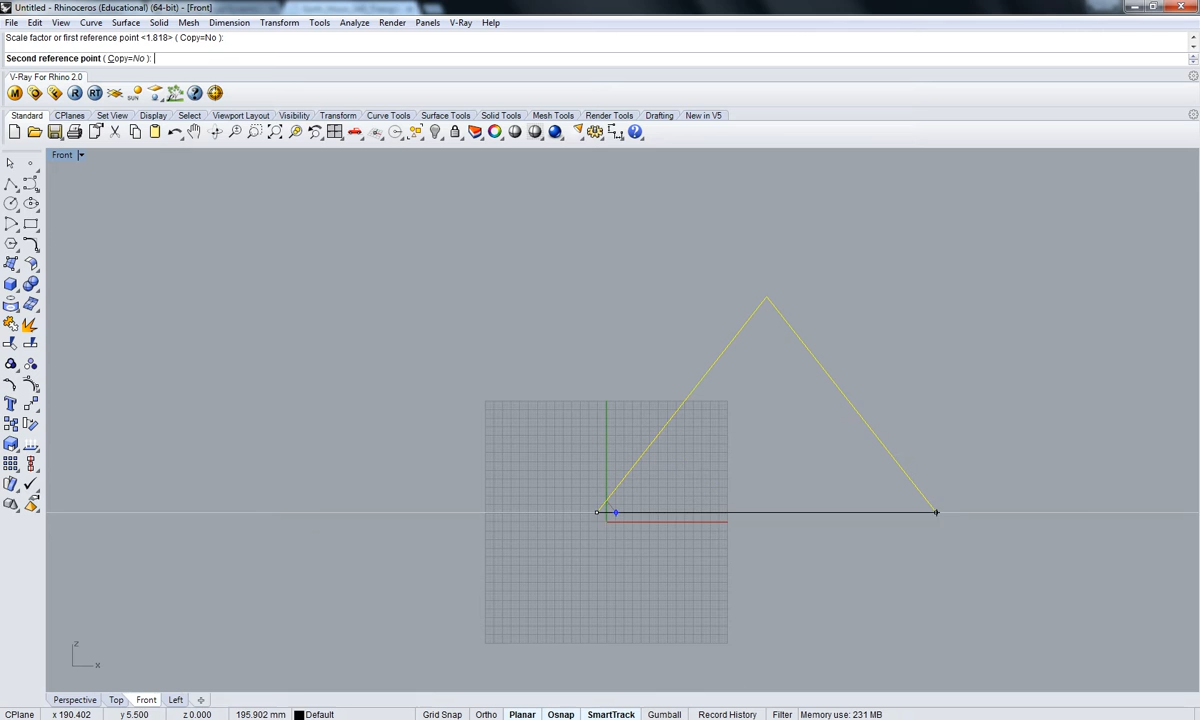 Untitled - Rhinoceros (Educational) (64-bit) - [Front]
File Edit View Curve Surface Solid Mesh Dimension Transform Tools Analyze Render Panels V-Ray Help
Scale factor or first reference point <1.818> ( Copy=No ):
Second reference point ( Copy=No ):
V-Ray For Rhino 2.0
Standard CPlanes Set View Display Select Viewport Layout Visibility Transform Curve Tools Surface Tools Solid Tools Mesh Tools Render Tools Drafting New in V5
Front
z
x
Perspective Top Front Left
CPlane x 190.402 y 5.500 z 0.000 195.902 mm Default Grid Snap Ortho Planar Osnap SmartTrack Gumball Record History Filter Memory use: 231 MB